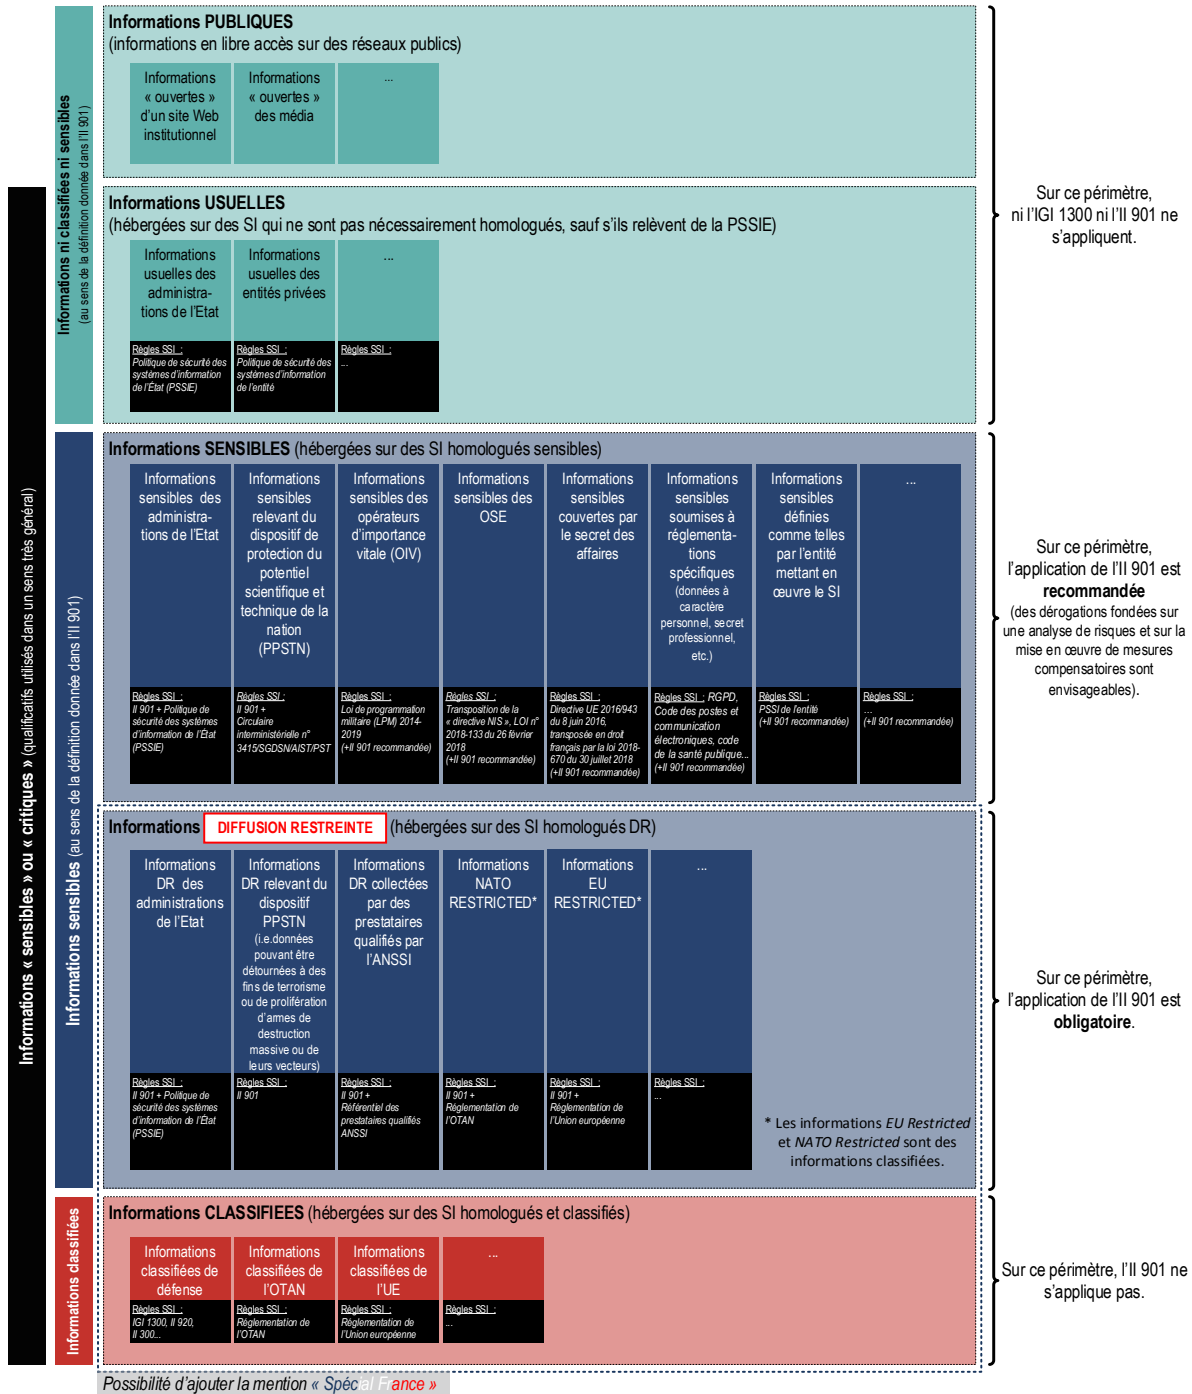 Informations « sensibles » ou « critiques » (qualificatifs utilisés dans un sens très général)
Informations ni classifiées ni sensibles
(au sens de la définition donnée dans l'II 901)
Informations PUBLIQUES
(informations en libre accès sur des réseaux publics)
Informations
« ouvertes »
d'un site Web
institutionnel
Informations
« ouvertes »
des média
...
Informations USUELLES
(hébergées sur des SI qui ne sont pas nécessairement homologués, sauf s'ils relèvent de la PSSIE)
Informations
usuelles des
administra-
tions de l'Etat
Règles SSI :
Politique de sécurité des
systèmes d'information
de l'État (PSSIE)
Informations
usuelles des
entités privées
Règles SSI :
Politique de sécurité des
systèmes d'information
de l'entité
...
Règles SSI :
...
Sur ce périmètre,
ni l'IGI 1300 ni l'II 901 ne
s'appliquent.
Informations sensibles (au sens de la définition donnée dans l'II 901)
Informations SENSIBLES (hébergées sur des SI homologués sensibles)
Informations
sensibles des
administra-
tions de l'Etat
Règles SSI :
II 901 + Politique de
sécurité des systèmes
d'information de l'État
(PSSIE)
Informations
sensibles
relevant du
dispositif de
protection du
potentiel
scientifique et
technique de la
nation
(PPSTN)
Règles SSI :
II 901 +
Circulaire
interministérielle n°
3415/SGDSN/AIST/PST
Informations
sensibles des
opérateurs
d'importance
vitale (OIV)
Règles SSI :
Loi de programmation
militaire (LPM) 2014-
2019
(+II 901 recommandée)
Informations
sensibles des
OSE
Règles SSI :
Transposition de la
« directive NIS », LOI n°
2018-133 du 26 février
2018
(+II 901 recommandée)
Informations
sensibles
couvertes par
le secret des
affaires
Règles SSI :
Directive UE 2016/943
du 8 juin 2016,
transposée en droit
français par la loi 2018-
670 du 30 juillet 2018
(+II 901 recommandée)
Informations
sensibles
soumises à
réglementa-
tions
spécifiques
(données à
caractère
personnel, secret
professionnel,
etc.)
Règles SSI : RGPD,
Code des postes et
communication
électroniques, code
de la santé publique...
(+II 901 recommandée)
Informations
sensibles
définies
comme telles
par l'entité
mettant en
œuvre le SI
Règles SSI :
PSSI de l'entité
(+II 901 recommandée)
...
Règles SSI :
...
(+II 901 recommandée)
Sur ce périmètre,
l'application de l'II 901 est
recommandée
(des dérogations fondées sur
une analyse de risques et sur la
mise en œuvre de mesures
compensatoires sont
envisageables).
Informations DIFFUSION RESTREINTE (hébergées sur des SI homologués DR)
Informations
DR des
administrations
de l'Etat
Règles SSI :
II 901 + Politique de
sécurité des systèmes
d'information de l'État
(PSSIE)
Informations
DR relevant du
dispositif
PPSTN
(i.e.données
pouvant être
détournées à des
fins de terrorisme
ou de prolifération
d'armes de
destruction
massive ou de
leurs vecteurs)
Règles SSI :
II 901
Informations
DR collectées
par des
prestataires
qualifiés par
l'ANSSI
Règles SSI :
II 901 +
Référentiel des
prestataires qualifiés
ANSSI
Informations
NATO
RESTRICTED*
Règles SSI :
II 901 +
Réglementation de
l'OTAN
Informations
EU
RESTRICTED*
Règles SSI :
II 901 +
Réglementation de
l'Union européenne
...
Règles SSI :
...
* Les informations EU Restricted
et NATO Restricted sont des
informations classifiées.
Sur ce périmètre,
l'application de l'II 901 est
obligatoire.
Informations classifiées
Informations CLASSIFIEES (hébergées sur des SI homologués et classifiés)
Informations
classifiées de
défense
Règles SSI :
IGI 1300, II 920,
II 300...
Informations
classifiées de
l'OTAN
Règles SSI :
Réglementation de
l'OTAN
Informations
classifiées de
l'UE
Règles SSI :
Réglementation de
l'Union européenne
...
Règles SSI :
...
Sur ce périmètre, l'II 901 ne
s'applique pas.
Possibilité d'ajouter la mention « Spécial France »